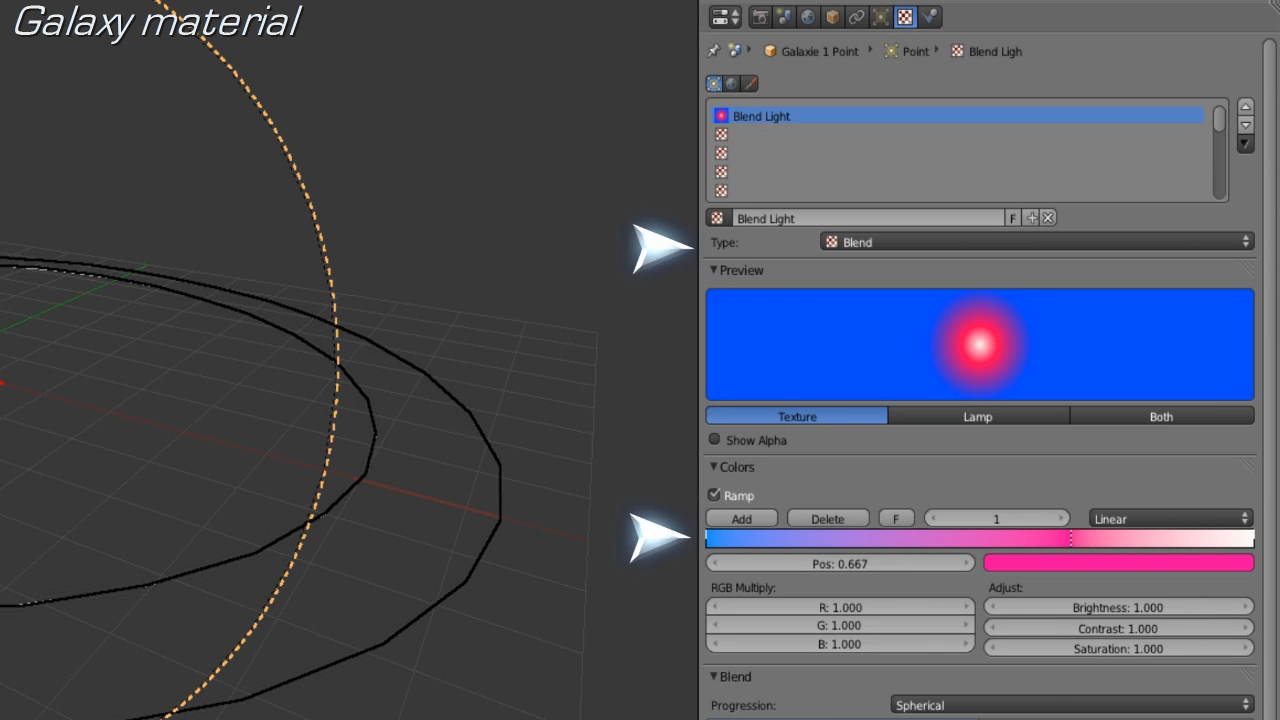 Galaxy material
Galaxie 1 Point Point Blend Ligh
Blend Light
Blend Light F
Type: Blend
Preview
Texture Lamp Both
Show Alpha
Colors
Ramp
Add Delete F 1 Linear
Pos: 0.667
RGB Multiply: Adjust:
R: 1.000 Brightness: 1.000
G: 1.000 Contrast: 1.000
B: 1.000 Saturation: 1.000
Blend
Progression: Spherical